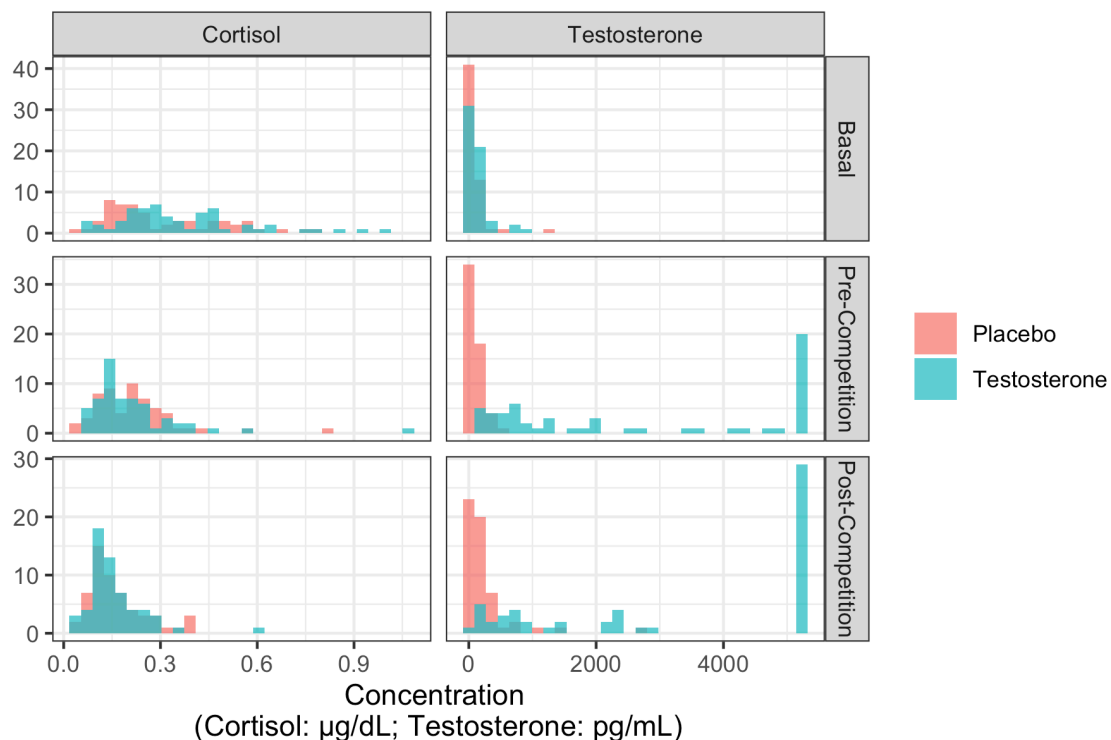 Cortisol
Testosterone
40
30
20
10
0
Basal
30
20
10
0
Pre-Competition
30
20
10
0
Post-Competition
0.0
0.3
0.6
0.9
0
2000
4000
Concentration
(Cortisol: μg/dL; Testosterone: pg/mL)
Placebo
Testosterone